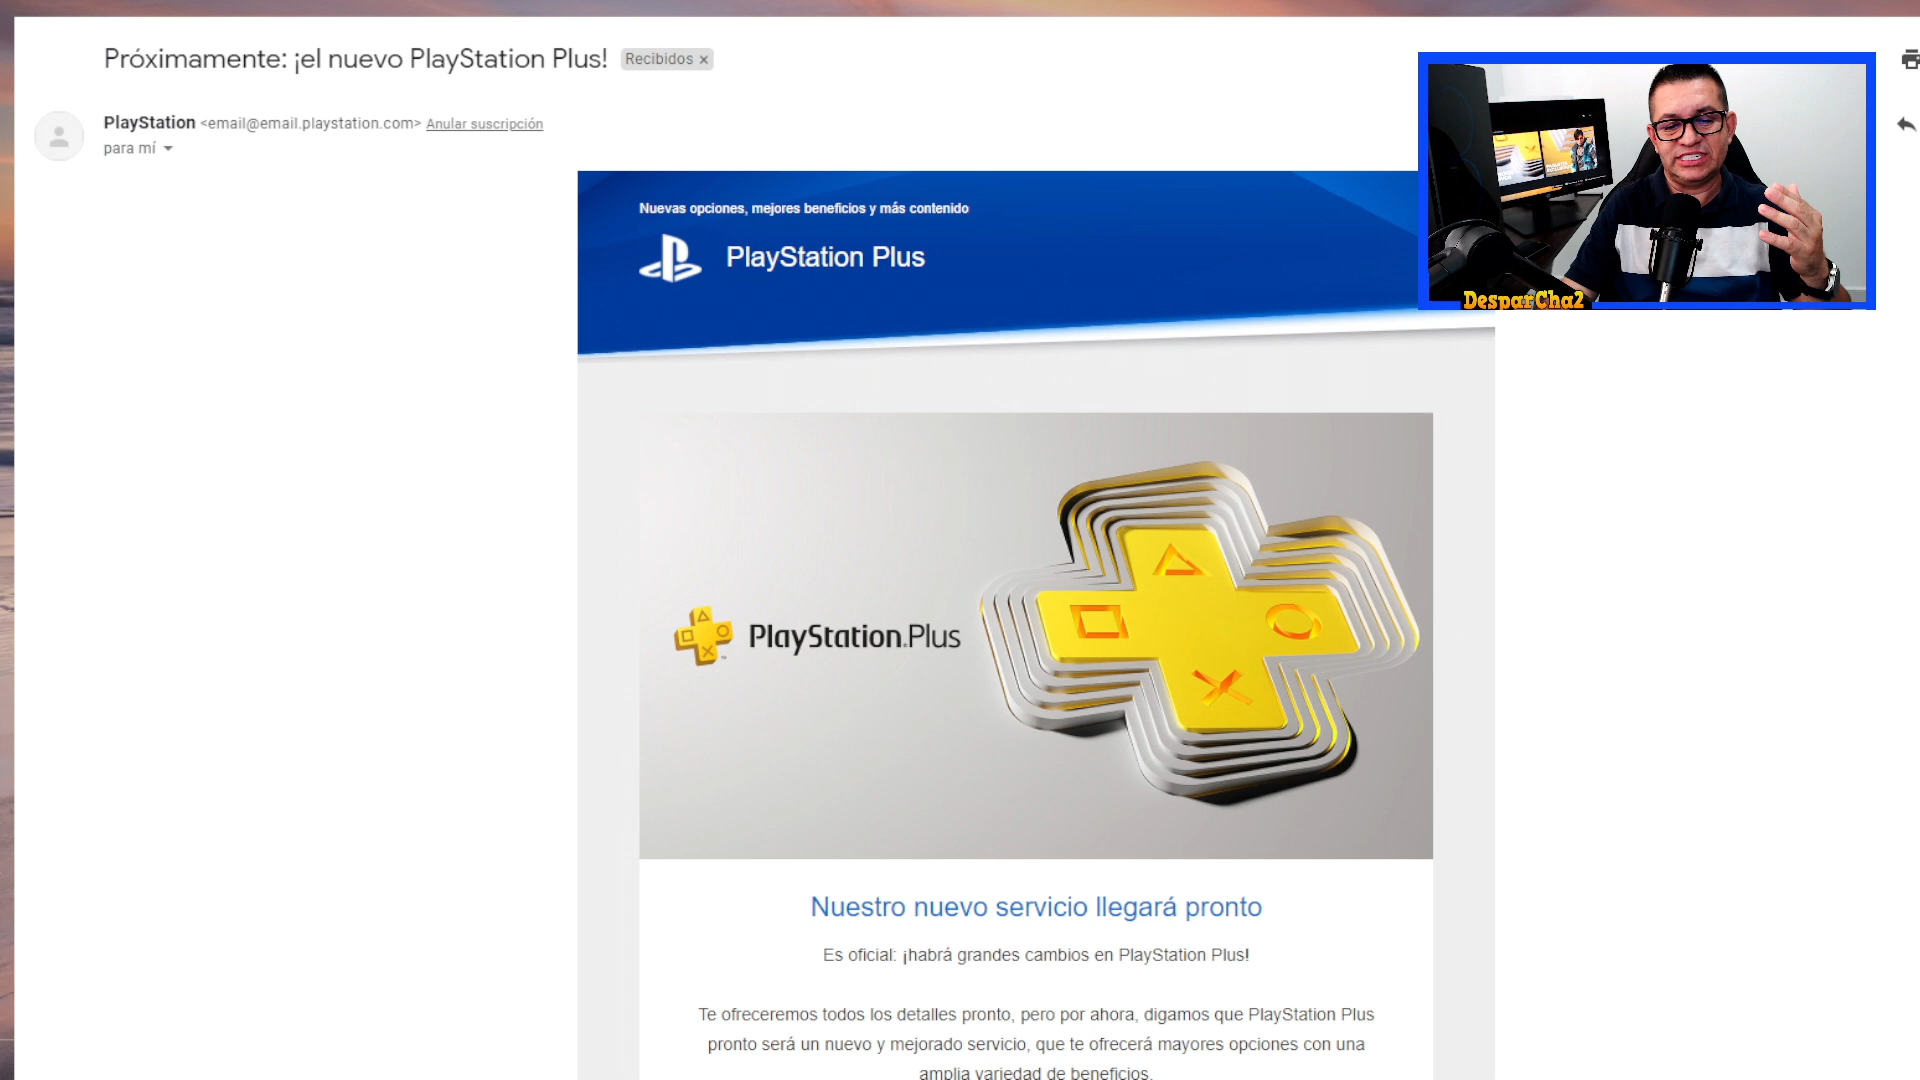 Próximamente: ¡el nuevo PlayStation Plus! Recibidos ×
PlayStation <email@email.playstation.com> Anular suscripción
para mí
Nuevas opciones, mejores beneficios y más contenido
PlayStation Plus
DesparCha2
PlayStation.Plus
Nuestro nuevo servicio llegará pronto
Es oficial: ¡habrá grandes cambios en PlayStation Plus!
Te ofreceremos todos los detalles pronto, pero por ahora, digamos que PlayStation Plus
pronto será un nuevo y mejorado servicio, que te ofrecerá mayores opciones con una
amplia variedad de beneficios.